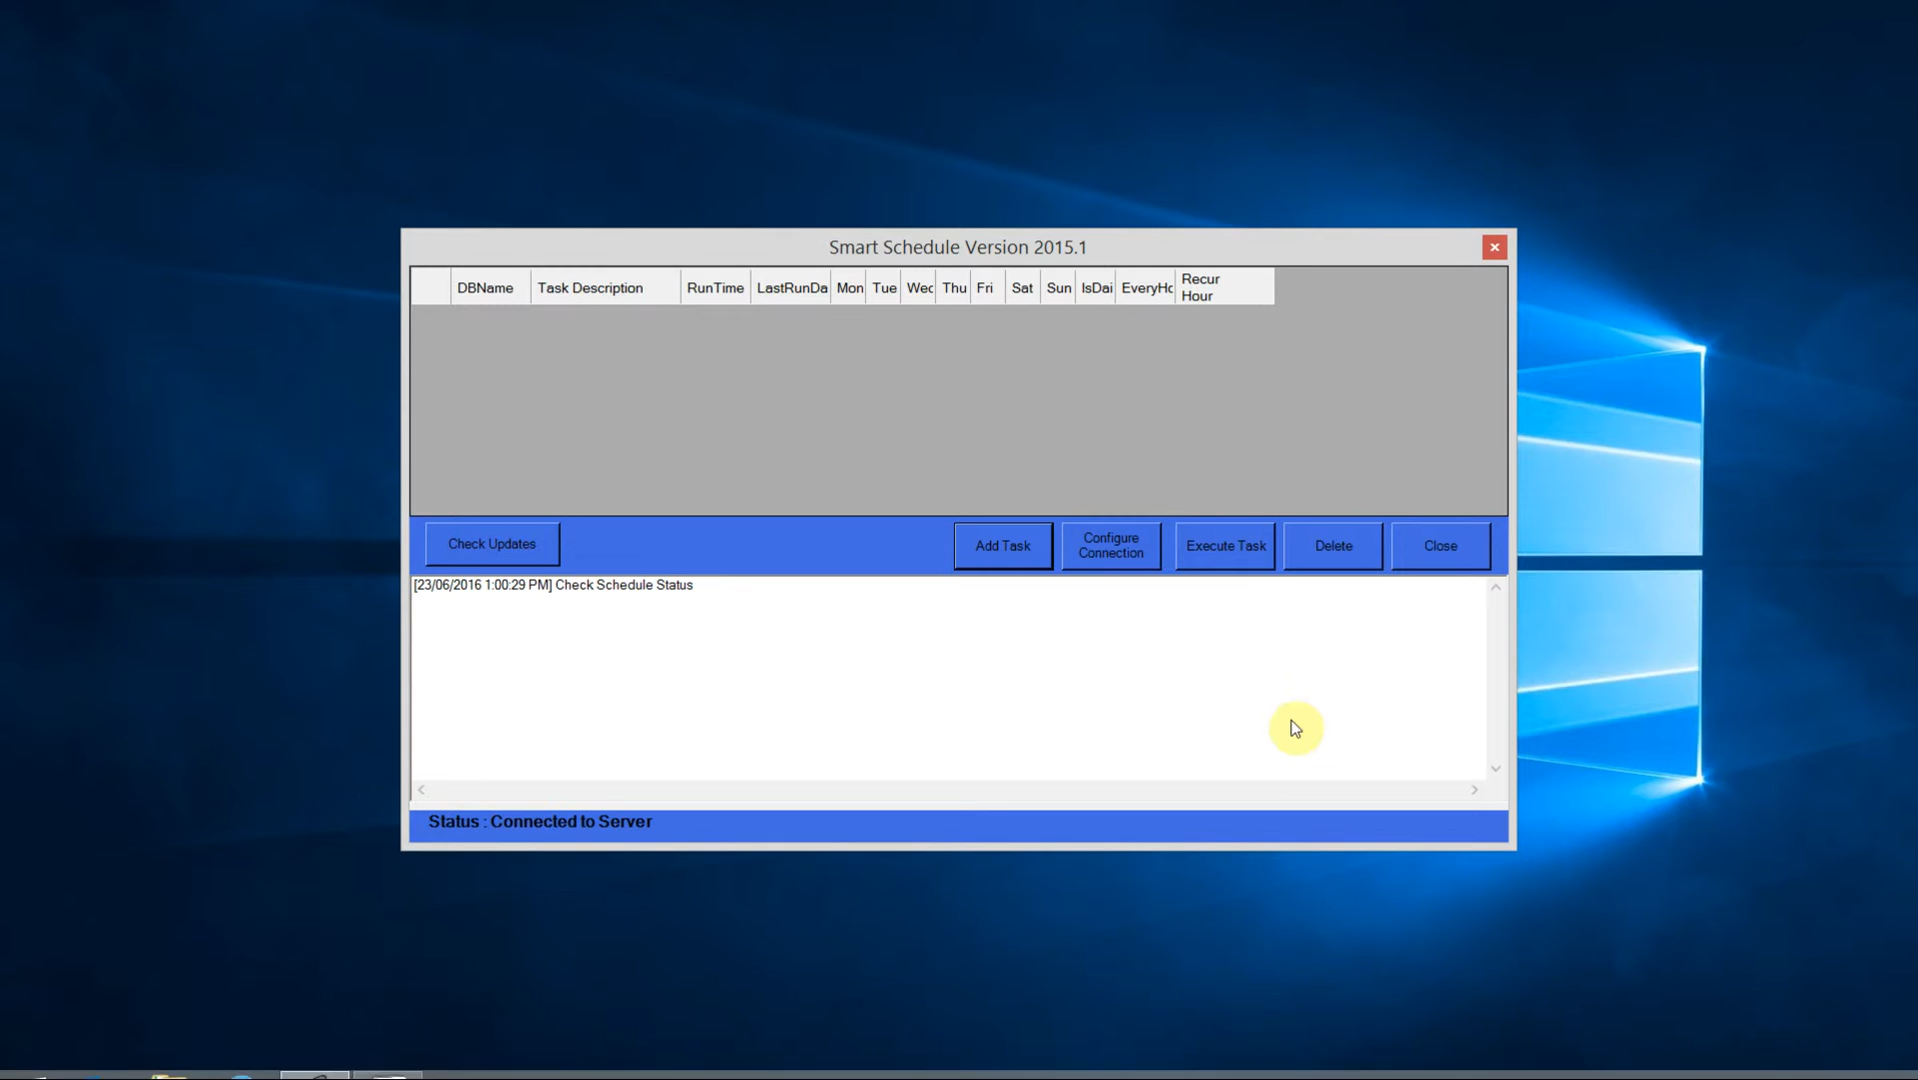 Smart Schedule Version 2015.1
DBName Task Description RunTime LastRunDa Mon Tue Wec Thu Fri Sat Sun IsDai EveryHc Recur
Hour
Check Updates Add Task Configure
Connection Execute Task Delete Close
[23/06/2016 1:00:29 PM] Check Schedule Status
Status : Connected to Server